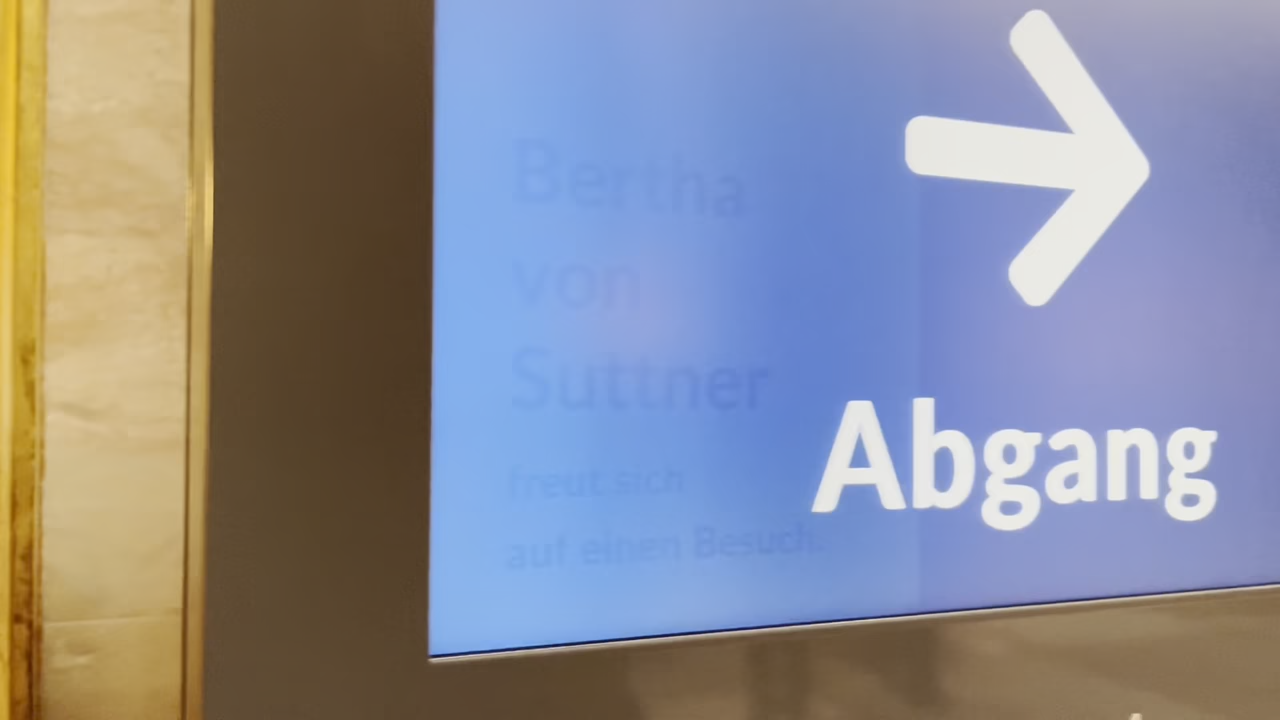 Bertha
von
Suttner
freut sich
auf einen Besuch.
Abgang